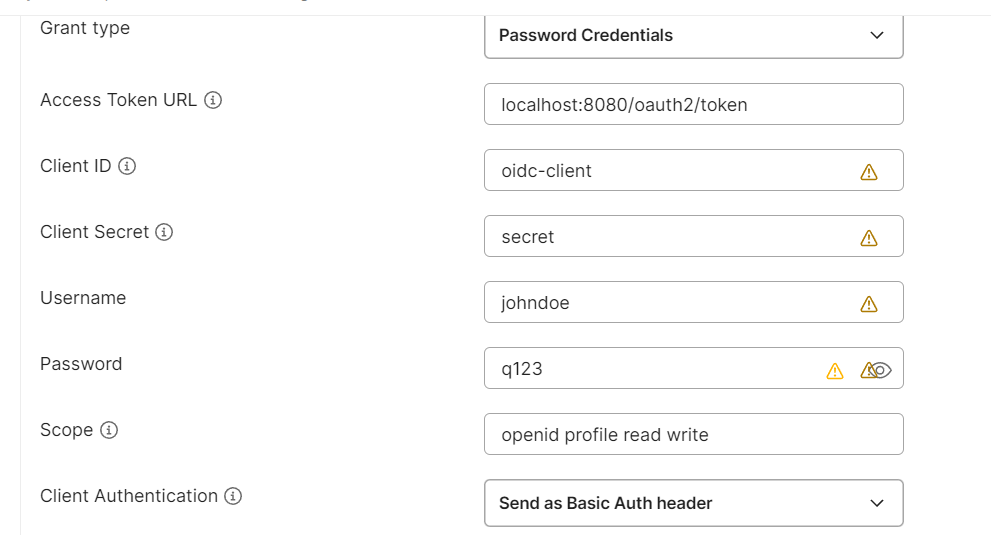 Grant type
Password Credentials
Access Token URL
localhost:8080/oauth2/token
Client ID
oidc-client
Client Secret
secret
Username
johndoe
Password
q123
Scope
openid profile read write
Client Authentication
Send as Basic Auth header